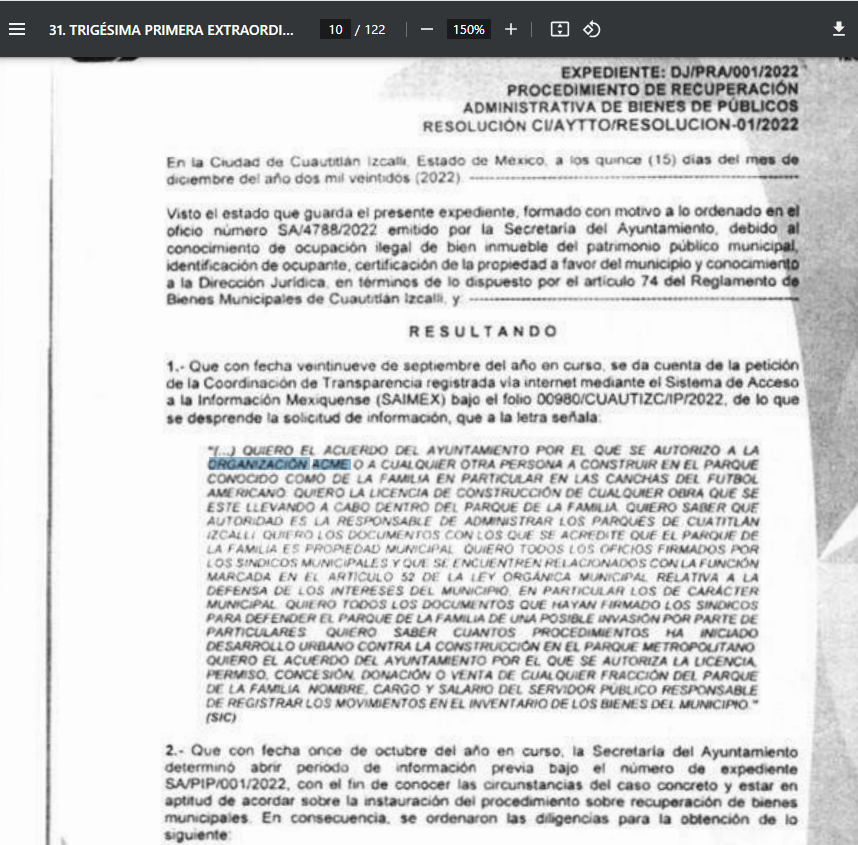 31. TRIGÉSIMA PRIMERA EXTRAORDI...
10 / 122
150%
EXPEDIENTE: DJ/PRA/001/2022
PROCEDIMIENTO DE RECUPERACIÓN
ADMINISTRATIVA DE BIENES DE PÚBLICOS
RESOLUCIÓN CI/AYTTO/RESOLUCION-01/2022
En la Ciudad de Cuautitlán Izcalli, Estado de México, a los quince (15) días del mes de
diciembre del año dos mil veintidos (2022).
Visto el estado que guarda el presente expediente, formado con motivo a lo ordenado en el
oficio número SA/4788/2022 emitido por la Secretaría del Ayuntamiento, debido al
conocimiento de ocupación ilegal de bien inmueble del patrimonio público municipal,
identificación de ocupante, certificación de la propiedad a favor del municipio y conocimiento
a la Dirección Jurídica, en términos de lo dispuesto por el artículo 74 del Reglamento de
Bienes Municipales de Cuautitlán Izcalli, y:
R E S U L T A N D O
1.- Que con fecha veintinueve de septiembre del año en curso, se da cuenta de la petición
de la Coordinación de Transparencia registrada vía internet mediante el Sistema de Acceso
a la Información Mexiquense (SAIMEX) bajo el folio 00980/CUAUTIZC/IP/2022, de lo que
se desprende la solicitud de información, que a la letra señala:
"(...) QUIERO EL ACUERDO DEL AYUNTAMIENTO POR EL QUE SE AUTORIZO A LA
ORGANIZACIÓN ACME O A CUALQUIER OTRA PERSONA A CONSTRUIR EN EL PARQUE
CONOCIDO COMO DE LA FAMILIA EN PARTICULAR EN LAS CANCHAS DEL FUTBOL
AMERICANO. QUIERO LA LICENCIA DE CONSTRUCCIÓN DE CUALQUIER OBRA QUE SE
ESTE LLEVANDO A CABO DENTRO DEL PARQUE DE LA FAMILIA. QUIERO SABER QUE
AUTORIDAD ES LA RESPONSABLE DE ADMINISTRAR LOS PARQUES DE CUATITLÁN
IZCALLI. QUIERO LOS DOCUMENTOS CON LOS QUE SE ACREDITE QUE EL PARQUE DE
LA FAMILIA ES PROPIEDAD MUNICIPAL. QUIERO TODOS LOS OFICIOS FIRMADOS POR
LOS SINDICOS MUNICIPALES Y QUE SE ENCUENTREN RELACIONADOS CON LA FUNCIÓN
MARCADA EN EL ARTICULO 52 DE LA LEY ORGÁNICA MUNICIPAL RELATIVA A LA
DEFENSA DE LOS INTERESES DEL MUNICIPIO, EN PARTICULAR LOS DE CARÁCTER
MUNICIPAL. QUIERO TODOS LOS DOCUMENTOS QUE HAYAN FIRMADO LOS SINDICOS
PARA DEFENDER EL PARQUE DE LA FAMILIA DE UNA POSIBLE INVASIÓN POR PARTE DE
PARTICULARES QUIERO SABER CUANTOS PROCEDIMIENTOS HA INICIADO
DESARROLLO URBANO CONTRA LA CONSTRUCCIÓN EN EL PARQUE METROPOLITANO.
QUIERO EL ACUERDO DEL AYUNTAMIENTO POR EL QUE SE AUTORIZA LA LICENCIA,
PERMISO, CONCESIÓN, DONACIÓN O VENTA DE CUALQUIER FRACCIÓN DEL PARQUE
DE LA FAMILIA. NOMBRE, CARGO Y SALARIO DEL SERVIDOR PÚBLICO RESPONSABLE
DE REGISTRAR LOS MOVIMIENTOS EN EL INVENTARIO DE LOS BIENES DEL MUNICIPIO."
(SIC)
2.- Que con fecha once de octubre del año en curso, la Secretaría del Ayuntamiento
determinó abrir periodo de información previa bajo el número de expediente
SA/PIP/001/2022, con el fin de conocer las circunstancias del caso concreto y estar en
aptitud de acordar sobre la instauración del procedimiento sobre recuperación de bienes
municipales. En consecuencia, se ordenaron las diligencias para la obtención de lo
siguiente: